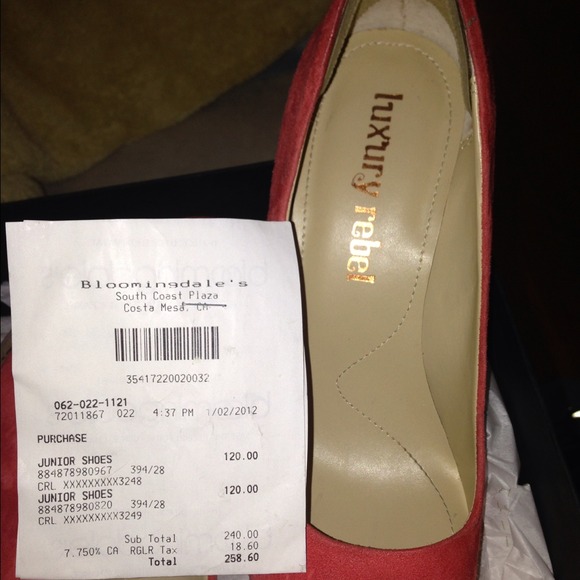 Bloomingdale's
South Coast Plaza
Costa Mesa, CA
35417220020032
062-022-1121
72011867 022 4:37 PM 1/02/2012
PURCHASE
JUNIOR SHOES 120.00
884878980967 394/28
CRL XXXXXXXXX3248
JUNIOR SHOES 120.00
884878980820 394/28
CRL XXXXXXXXX3249
Sub Total 240.00
7.750% CA RGLR Tax 18.60
Total 258.60
luxury rebel